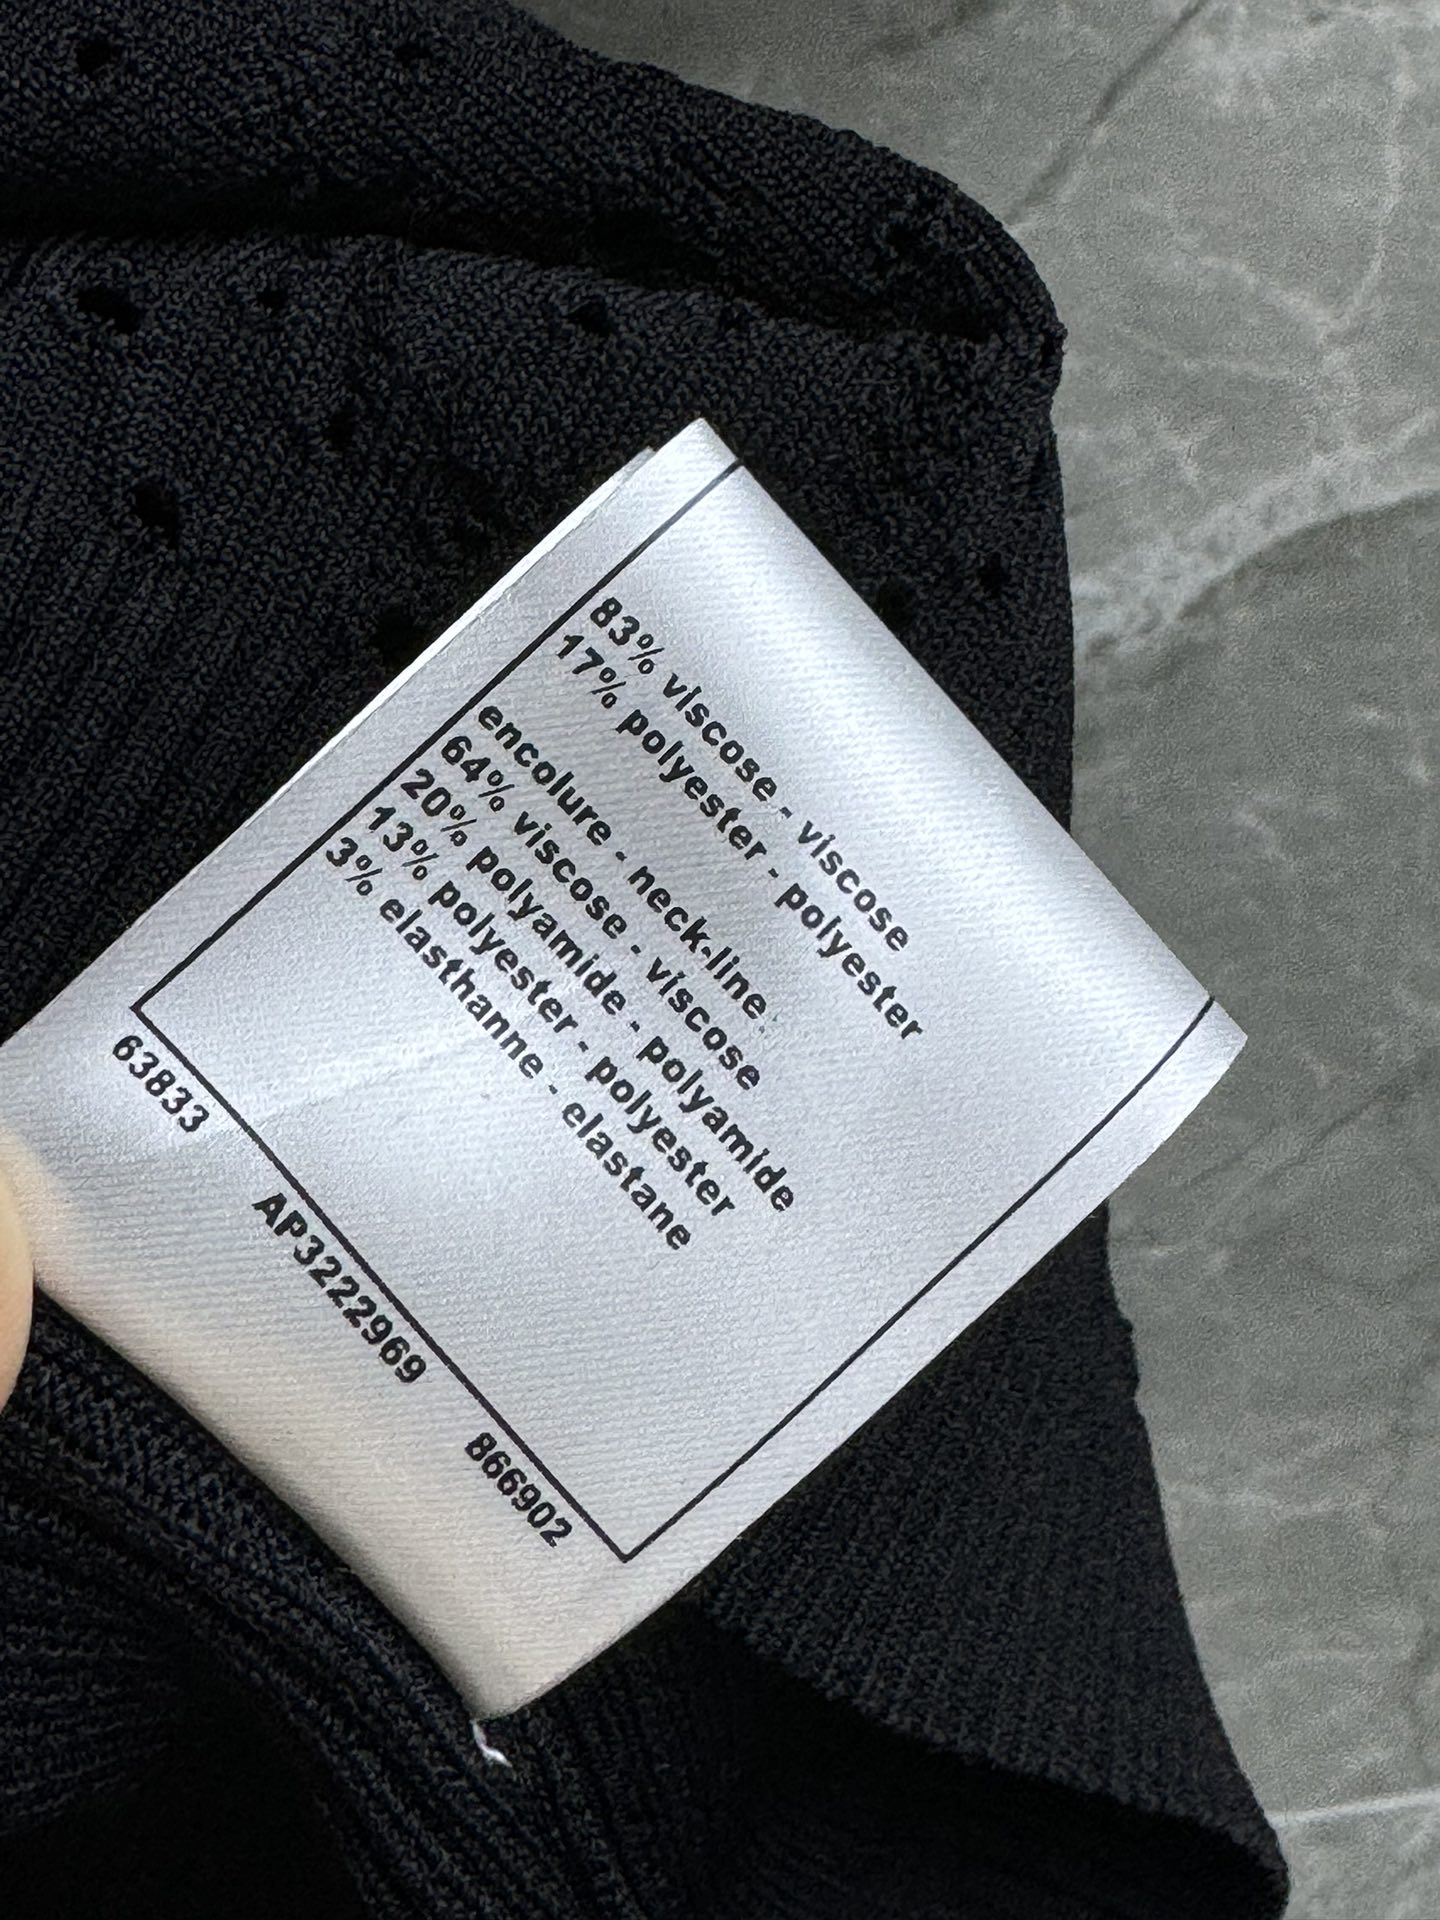 83% viscose - viscose
17% polyester - polyester
encolure - neck-line
64% viscose - viscose
20% polyamide - polyamide
13% polyester - polyester
3% elasthanne - elastane
63833 AP3222969 866902